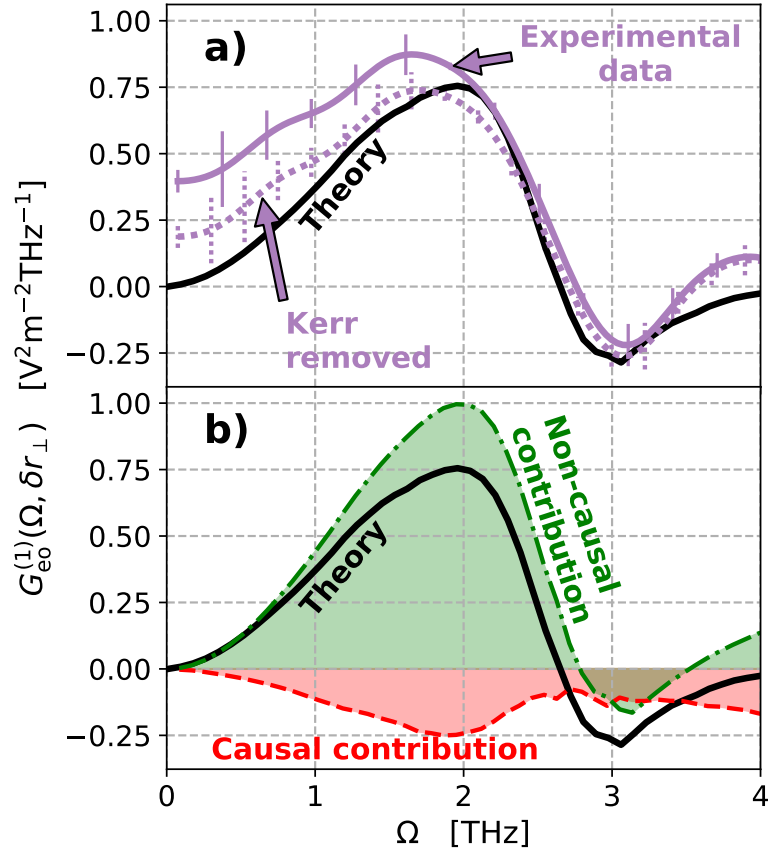 a)
1.00
0.75
0.50
0.25
0.00
−0.25
Experimental
data
Theory
Kerr
removed
G_eo^(1)(Ω, δr_⊥) [V²m⁻²THz⁻¹]
b)
1.00
0.75
0.50
0.25
0.00
−0.25
Non-causal
contribution
Theory
Causal contribution
0 1 2 3 4
Ω [THz]